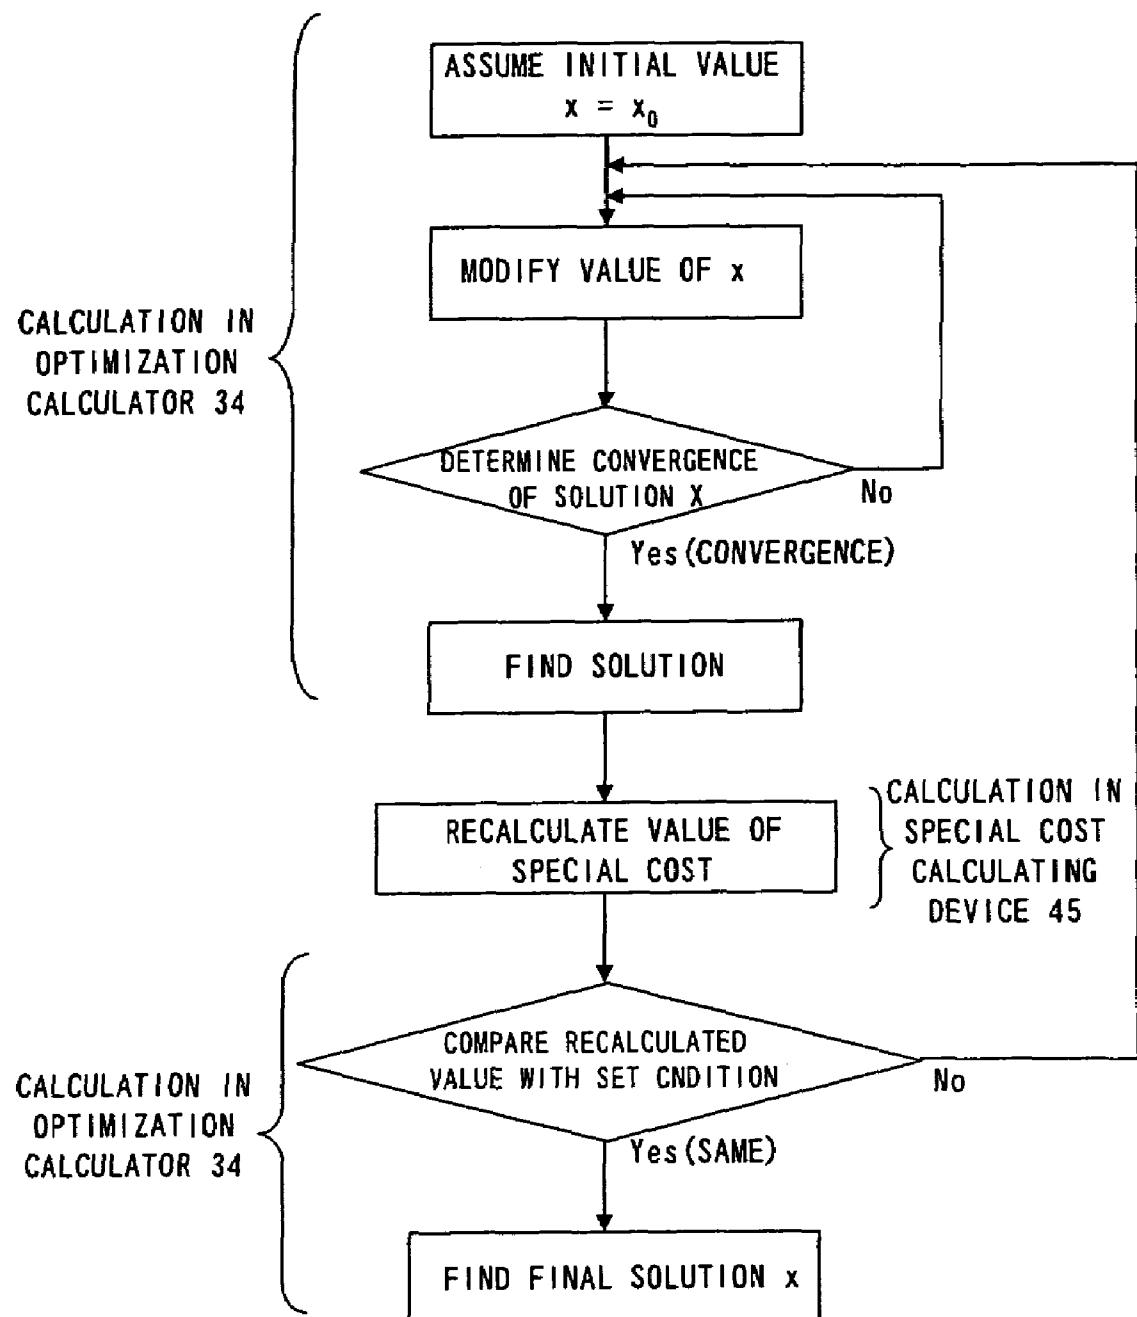 ASSUME INITIAL VALUE
x = x0
MODIFY VALUE OF x
CALCULATION IN
OPTIMIZATION
CALCULATOR 34
DETERMINE CONVERGENCE
OF SOLUTION X
No
Yes(CONVERGENCE)
FIND SOLUTION
RECALCULATE VALUE OF
SPECIAL COST
CALCULATION IN
SPECIAL COST
CALCULATING
DEVICE 45
COMPARE RECALCULATED
VALUE WITH SET CNDITION
No
CALCULATION IN
OPTIMIZATION
CALCULATOR 34
Yes(SAME)
FIND FINAL SOLUTION x